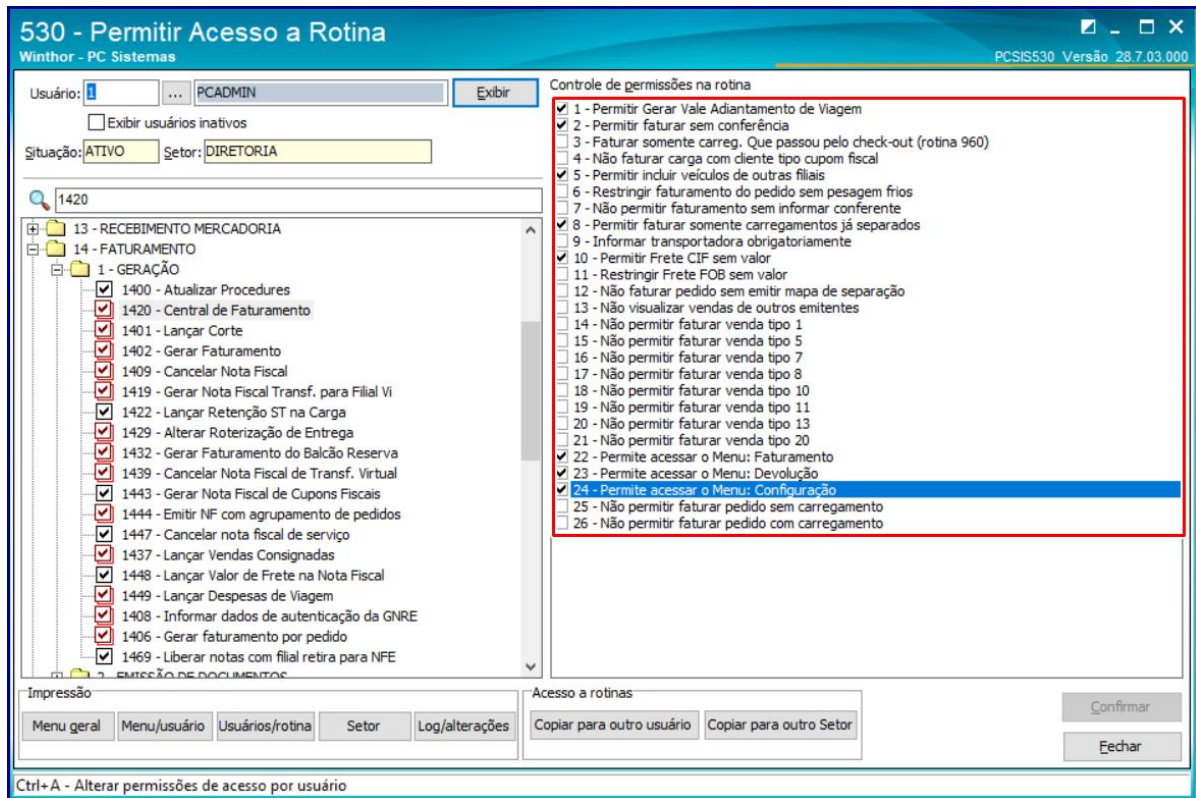 530 - Permitir Acesso a Rotina
Winthor - PC Sistemas
PCSIS530 Versão 28.7.03.000
Usuário: 1 ... PCADMIN Exibir
Exibir usuários inativos
Situação: ATIVO Setor: DIRETORIA
1420
13 - RECEBIMENTO MERCADORIA
14 - FATURAMENTO
1 - GERAÇÃO
1400 - Atualizar Procedures
1420 - Central de Faturamento
1401 - Lançar Corte
1402 - Gerar Faturamento
1409 - Cancelar Nota Fiscal
1419 - Gerar Nota Fiscal Transf. para Filial Vi
1422 - Lançar Retenção ST na Carga
1429 - Alterar Roterização de Entrega
1432 - Gerar Faturamento do Balcão Reserva
1439 - Cancelar Nota Fiscal de Transf. Virtual
1443 - Gerar Nota Fiscal de Cupons Fiscais
1444 - Emitir NF com agrupamento de pedidos
1447 - Cancelar nota fiscal de serviço
1437 - Lançar Vendas Consignadas
1448 - Lançar Valor de Frete na Nota Fiscal
1449 - Lançar Despesas de Viagem
1408 - Informar dados de autenticação da GNRE
1406 - Gerar faturamento por pedido
1469 - Liberar notas com filial retira para NFE
2 - EMISSÃO DE DOCUMENTOS
Controle de permissões na rotina
1 - Permitir Gerar Vale Adiantamento de Viagem
2 - Permitir faturar sem conferência
3 - Faturar somente carreg. Que passou pelo check-out (rotina 960)
4 - Não faturar carga com cliente tipo cupom fiscal
5 - Permitir incluir veículos de outras filiais
6 - Restringir faturamento do pedido sem pesagem frios
7 - Não permitir faturamento sem informar conferente
8 - Permitir faturar somente carregamentos já separados
9 - Informar transportadora obrigatoriamente
10 - Permitir Frete CIF sem valor
11 - Restringir Frete FOB sem valor
12 - Não faturar pedido sem emitir mapa de separação
13 - Não visualizar vendas de outros emitentes
14 - Não permitir faturar venda tipo 1
15 - Não permitir faturar venda tipo 5
16 - Não permitir faturar venda tipo 7
17 - Não permitir faturar venda tipo 8
18 - Não permitir faturar venda tipo 10
19 - Não permitir faturar venda tipo 11
20 - Não permitir faturar venda tipo 13
21 - Não permitir faturar venda tipo 20
22 - Permite acessar o Menu: Faturamento
23 - Permite acessar o Menu: Devolução
24 - Permite acessar o Menu: Configuração
25 - Não permitir faturar pedido sem carregamento
26 - Não permitir faturar pedido com carregamento
Impressão
Menu geral Menu/usuário Usuários/rotina Setor Log/alterações
Acesso a rotinas
Copiar para outro usuário Copiar para outro Setor
Confirmar
Fechar
Ctrl+A - Alterar permissões de acesso por usuário